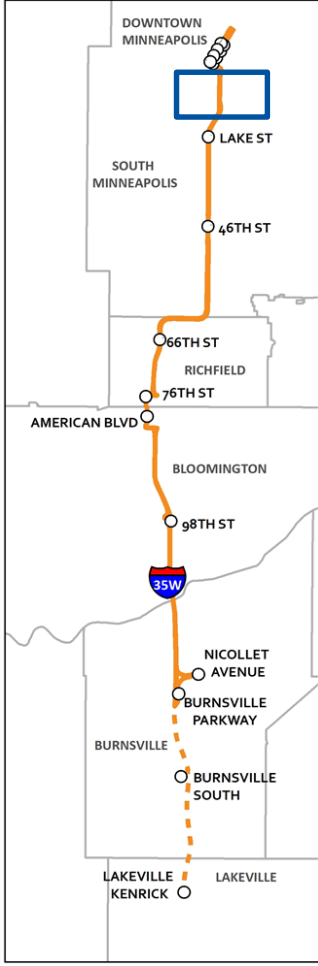 DOWNTOWN
MINNEAPOLIS
LAKE ST
SOUTH
MINNEAPOLIS
46TH ST
66TH ST
RICHFIELD
76TH ST
AMERICAN BLVD
BLOOMINGTON
98TH ST
35W
NICOLLET
AVENUE
BURNSVILLE
PARKWAY
BURNSVILLE
BURNSVILLE
SOUTH
LAKEVILLE
KENRICK
LAKEVILLE